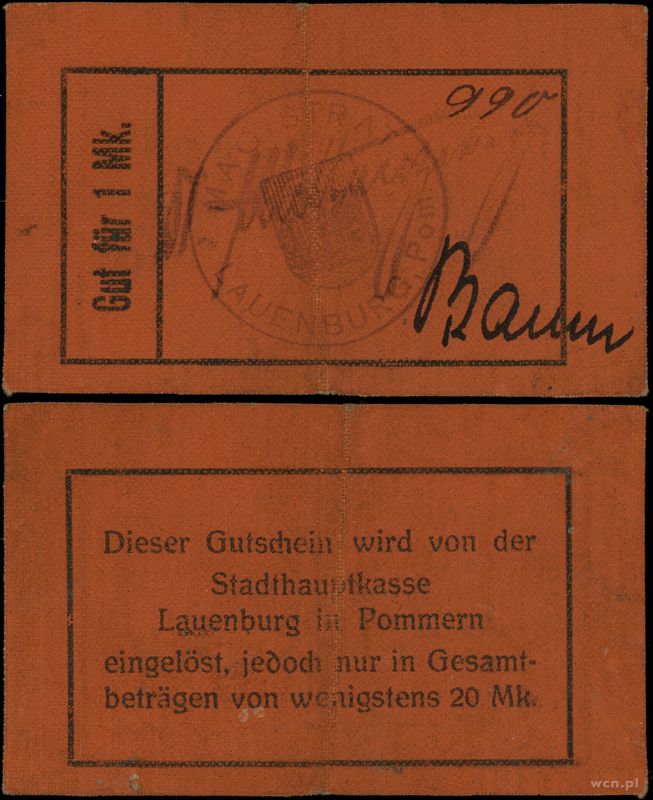 Gut für 1 Mk.
990
MAGISTRAT
LAUENBURG, Pom.
Baum
Dieser Gutschein wird von der
Stadthauptkasse
Lauenburg in Pommern
eingelöst, jedoch nur in Gesamt-
beträgen von wenigstens 20 Mk.
wcn.pl